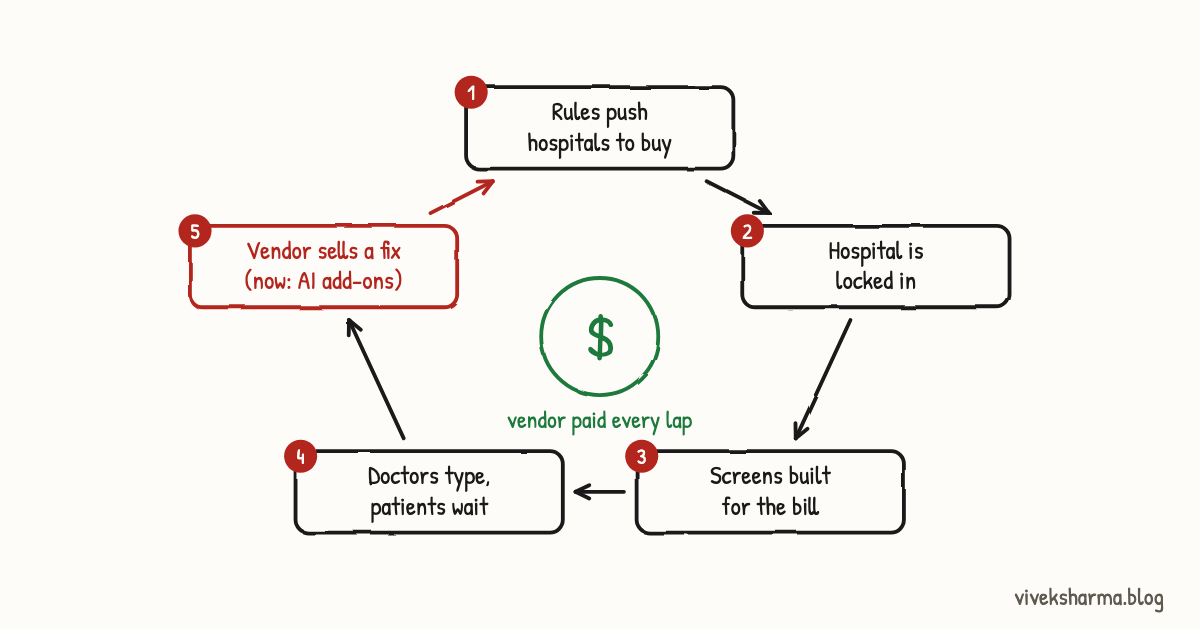 1
Rules push
hospitals to buy
2
Hospital is
locked in
3
Screens built
for the bill
4
Doctors type,
patients wait
5
Vendor sells a fix
(now: AI add-ons)
$
vendor paid every lap
viveksharma.blog